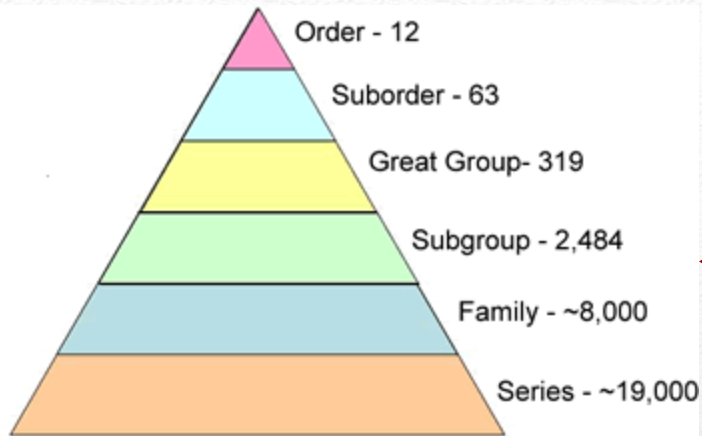 Order - 12
Suborder - 63
Great Group- 319
Subgroup - 2,484
Family - ~8,000
Series - ~19,000